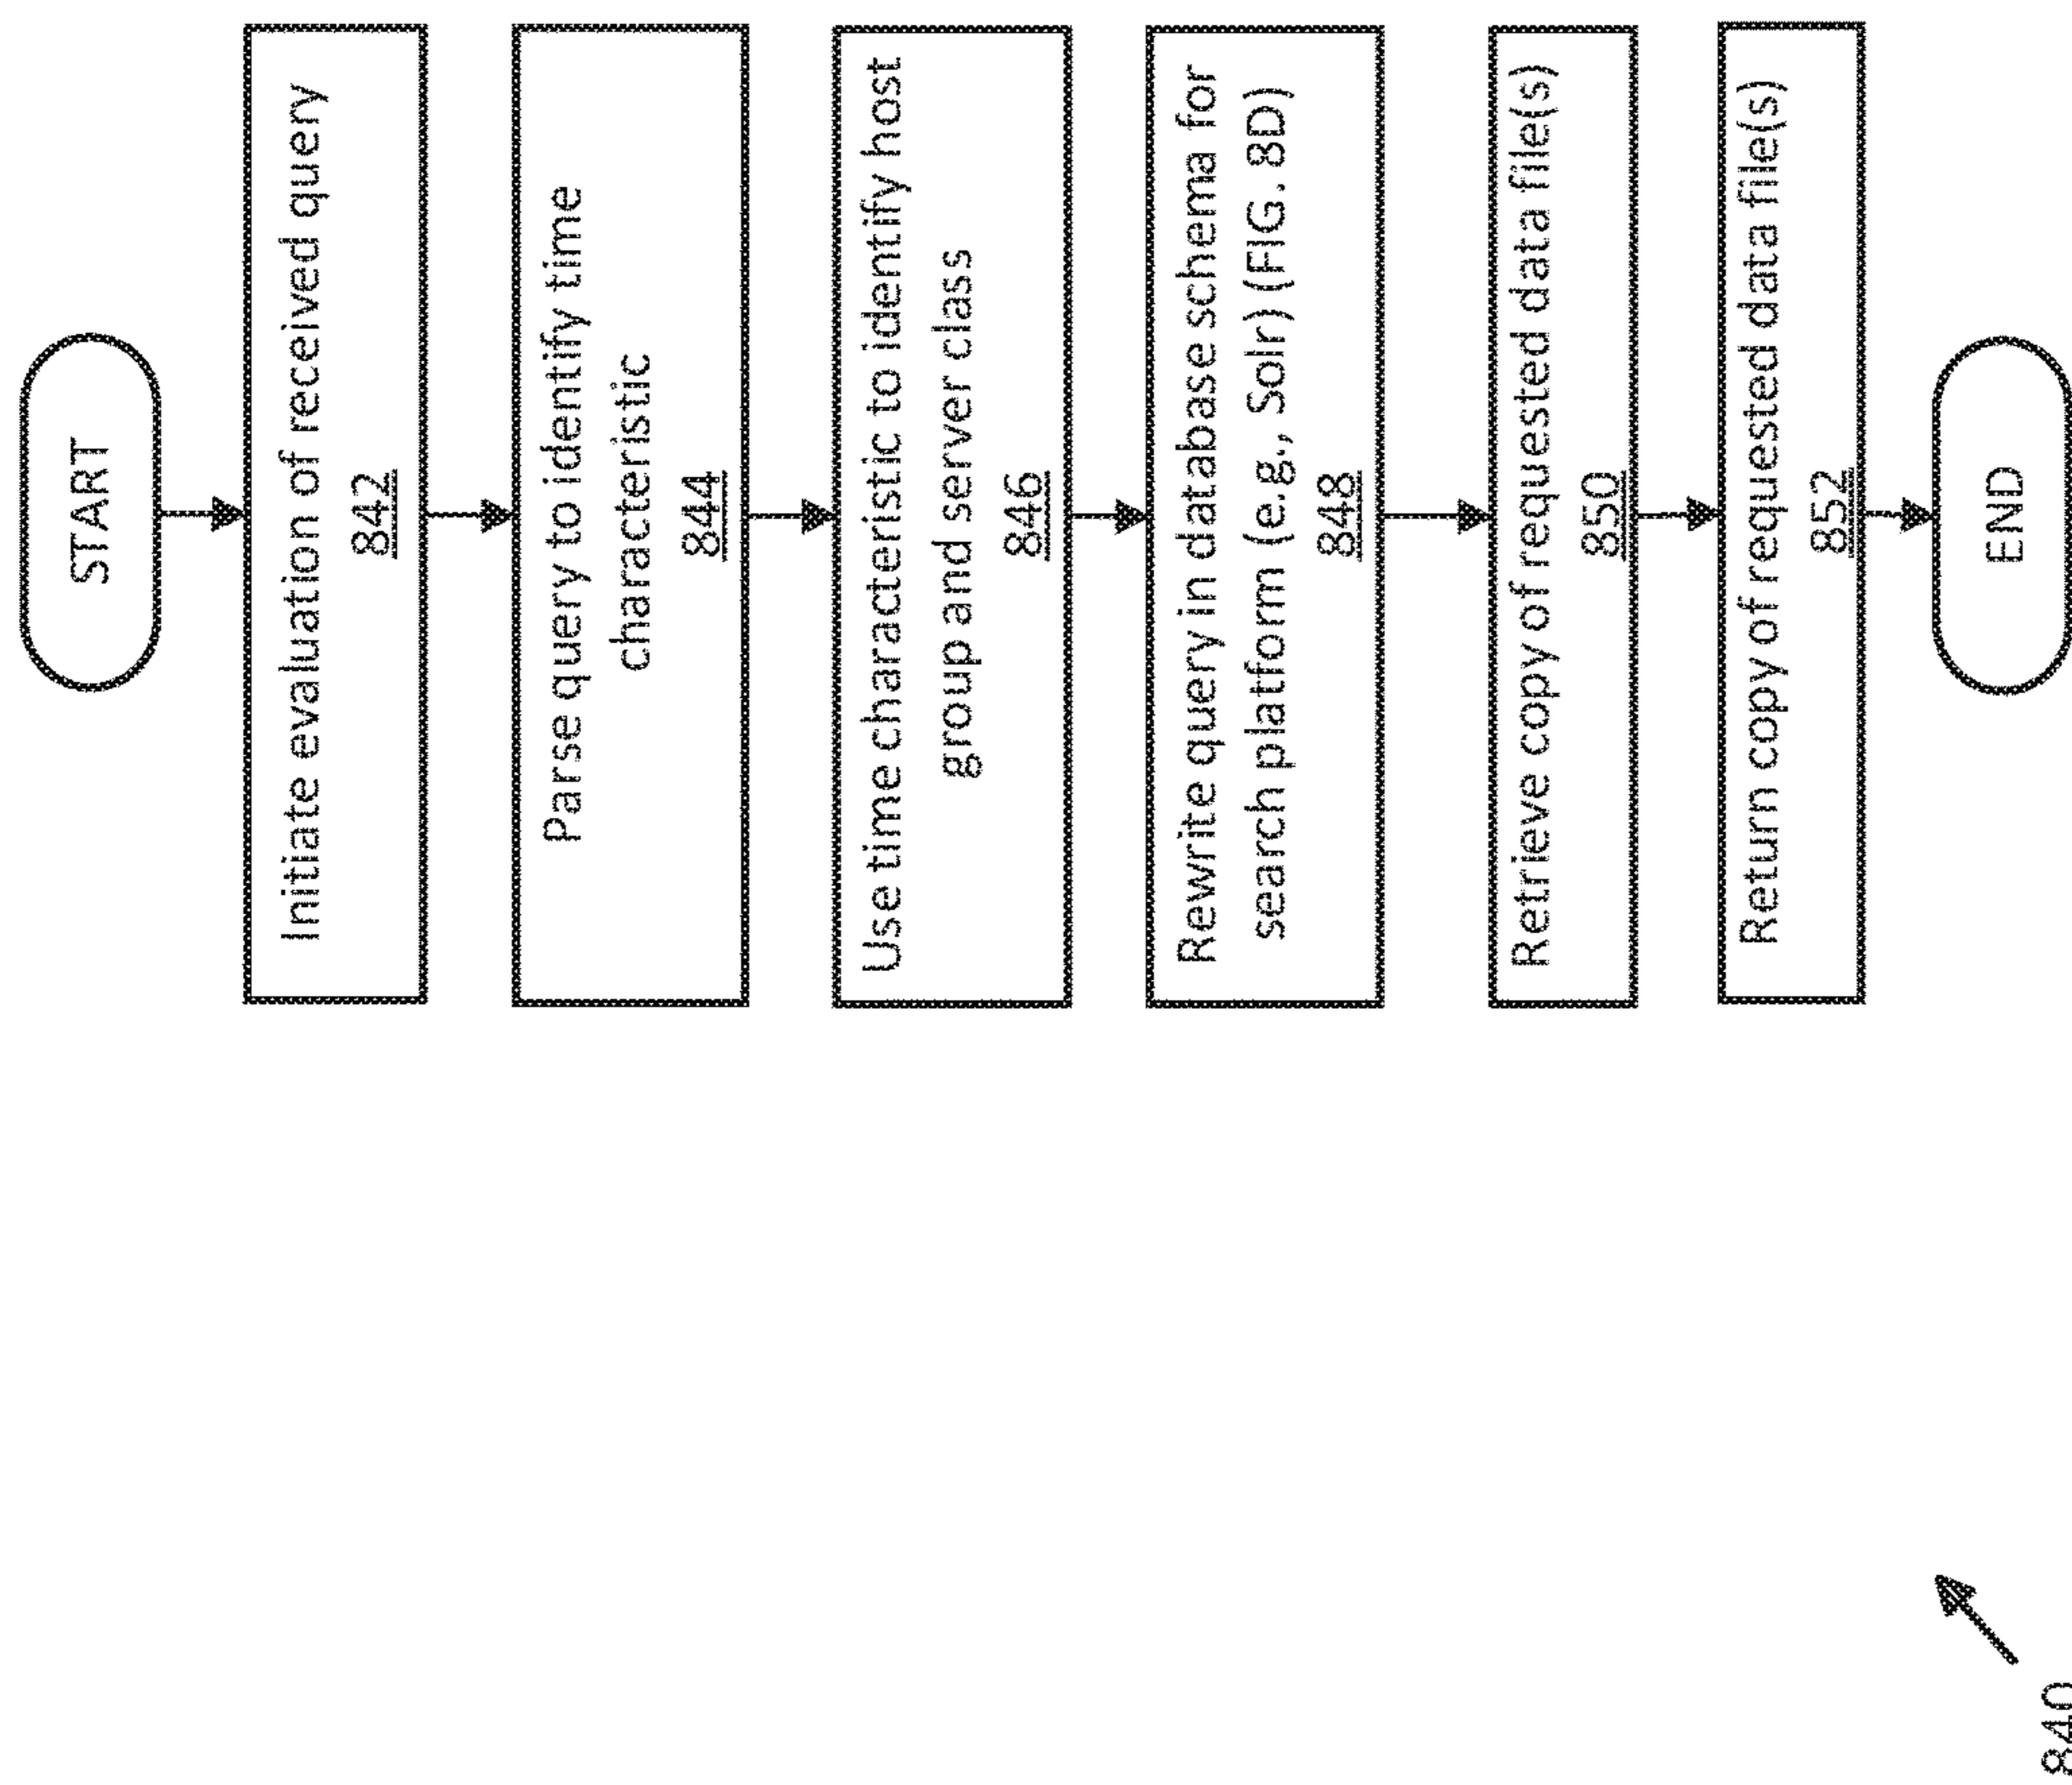 START
Initiate evaluation of received query
842
Parse query to identify time
characteristic
844
Use time characteristic to identify host
group and server class
846
Rewrite query in database schema for
search platform (e.g., Solr) (FIG. 8D)
848
Retrieve copy of requested data file(s)
850
Return copy of requested data file(s)
852
END
840